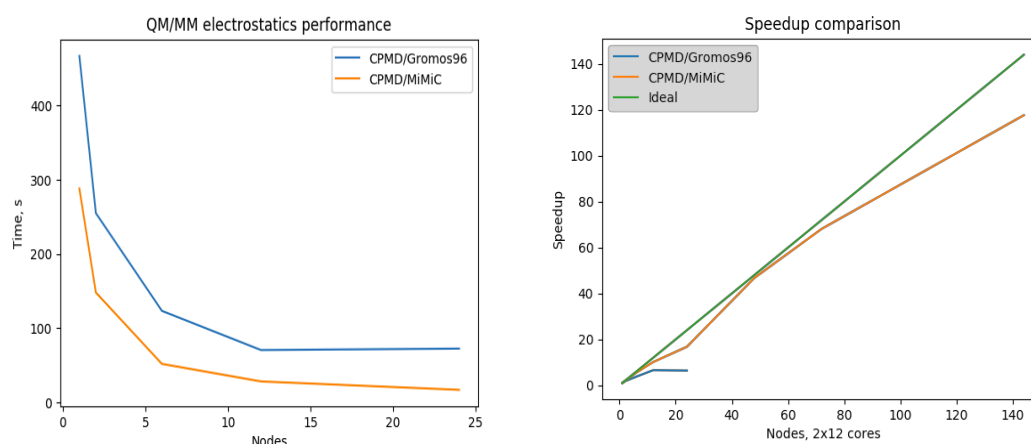 QM/MM electrostatics performance
CPMD/Gromos96
CPMD/MiMiC
400
300
200
100
0
Time, s
0 5 10 15 20 25
Nodes
Speedup comparison
CPMD/Gromos96
CPMD/MiMiC
Ideal
140
120
100
80
60
40
20
0
Speedup
0 20 40 60 80 100 120 140
Nodes, 2x12 cores